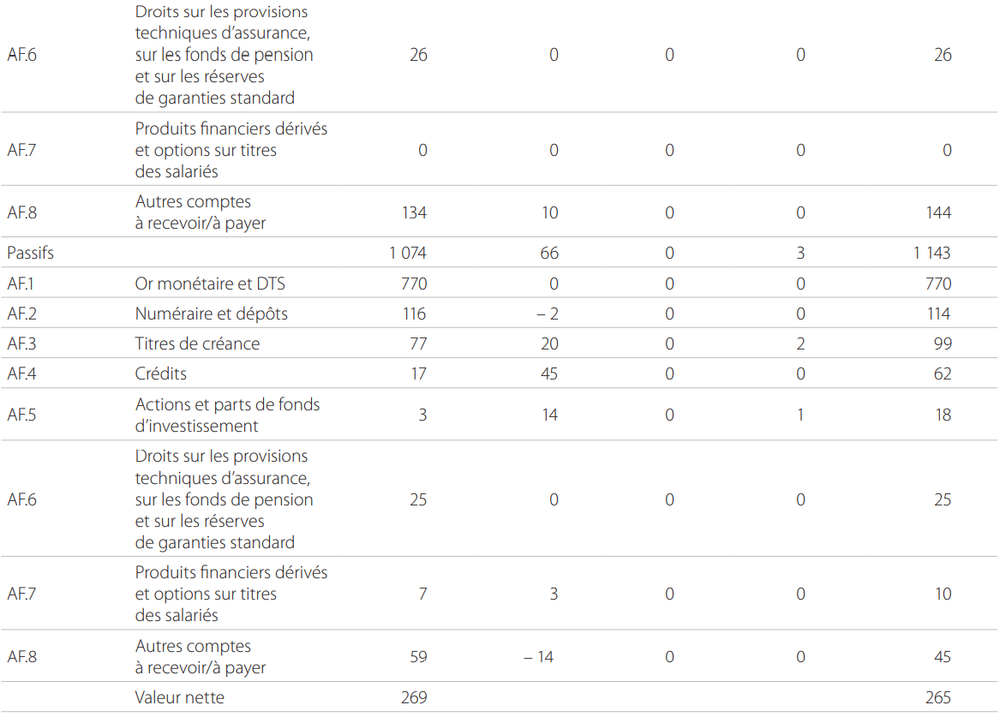 Droits sur les provisions
techniques d’assurance,
AF.6 sur les fonds de pension 26 0 0 0 26
et sur les réserves
de garanties standard
Produits financiers dérivés
AF.7 et options sur titres 0 0 0 0 0
des salariés
Autres comptes
AF.8 134 10 0 0 144
à recevoir/à payer
Passifs 1 074 66 0 3 1 143
AF.1 Or monétaire et DTS 770 0 0 0 770
AF.2 Numéraire et dépôts 116 – 2 0 0 114
AF.3 Titres de créance 77 20 0 2 99
AF.4 Crédits 17 45 0 0 62
Actions et parts de fonds
AF.5 3 14 0 1 18
d’investissement
Droits sur les provisions
techniques d’assurance,
AF.6 sur les fonds de pension 25 0 0 0 25
et sur les réserves
de garanties standard
Produits financiers dérivés
AF.7 et options sur titres 7 3 0 0 10
des salariés
Autres comptes
AF.8 59 – 14 0 0 45
à recevoir/à payer
Valeur nette 269 265